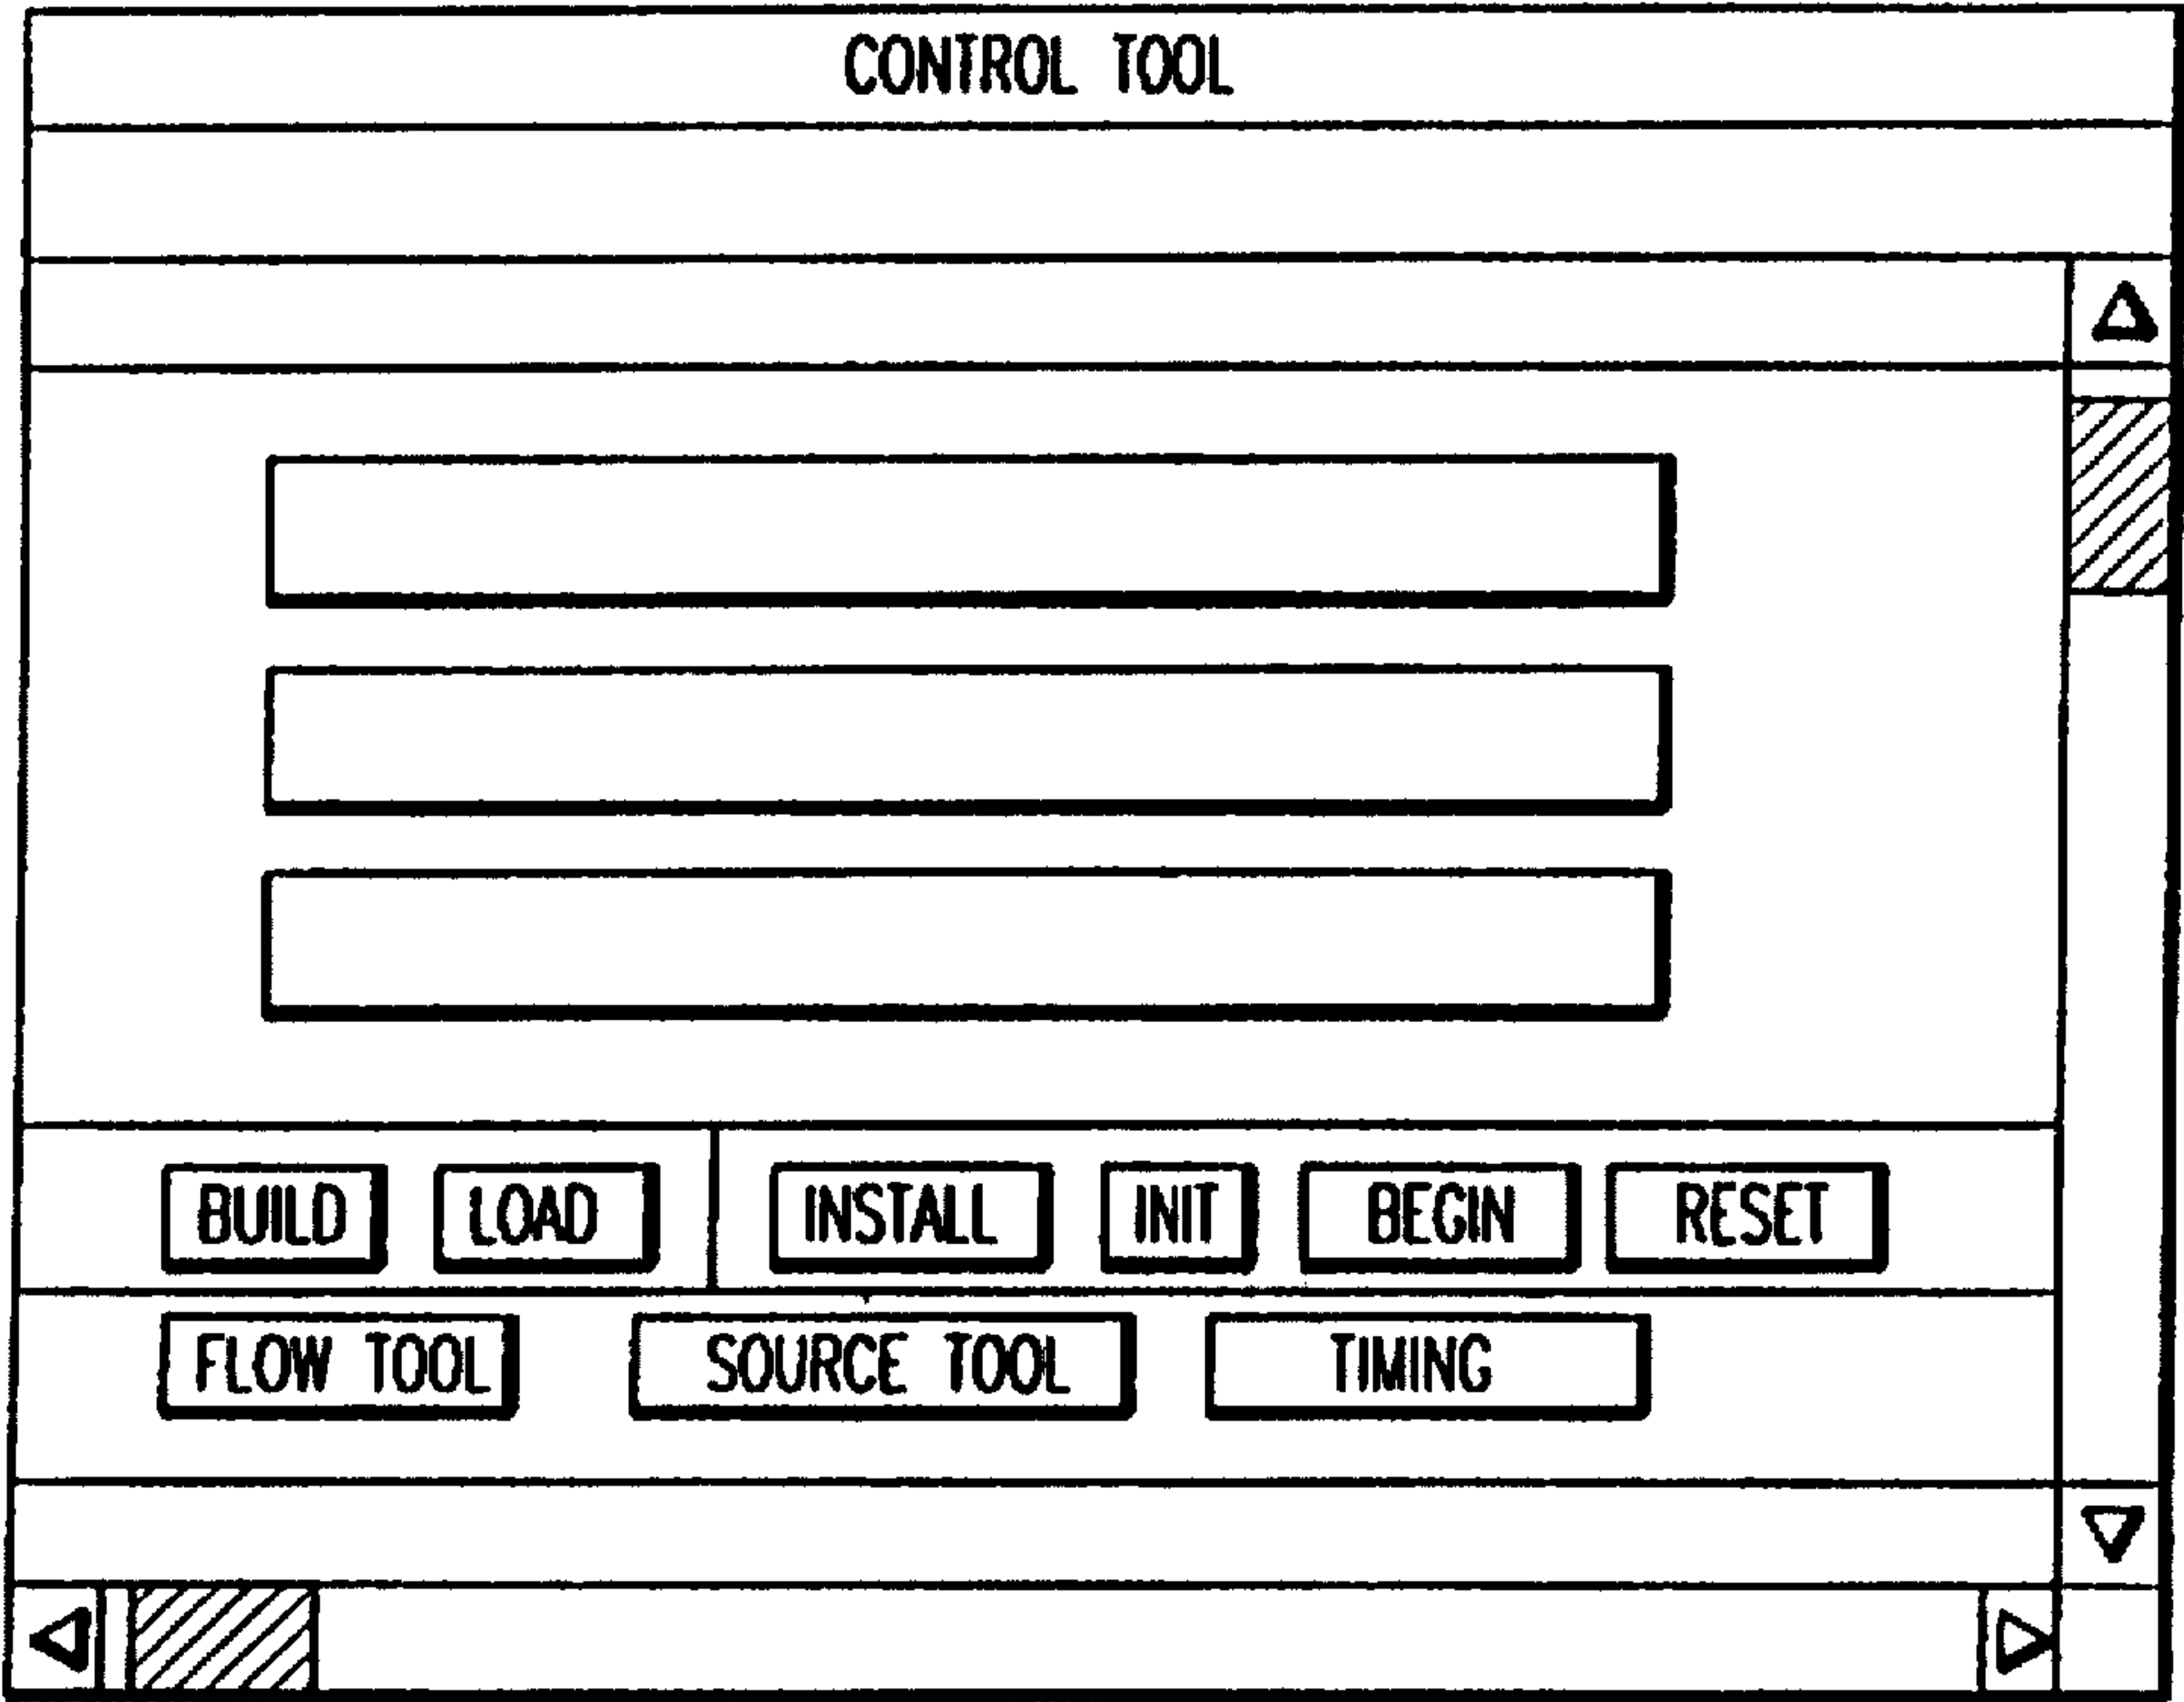 CONTROL TOOL
BUILD LOAD INSTALL INIT BEGIN RESET
FLOW TOOL SOURCE TOOL TIMING